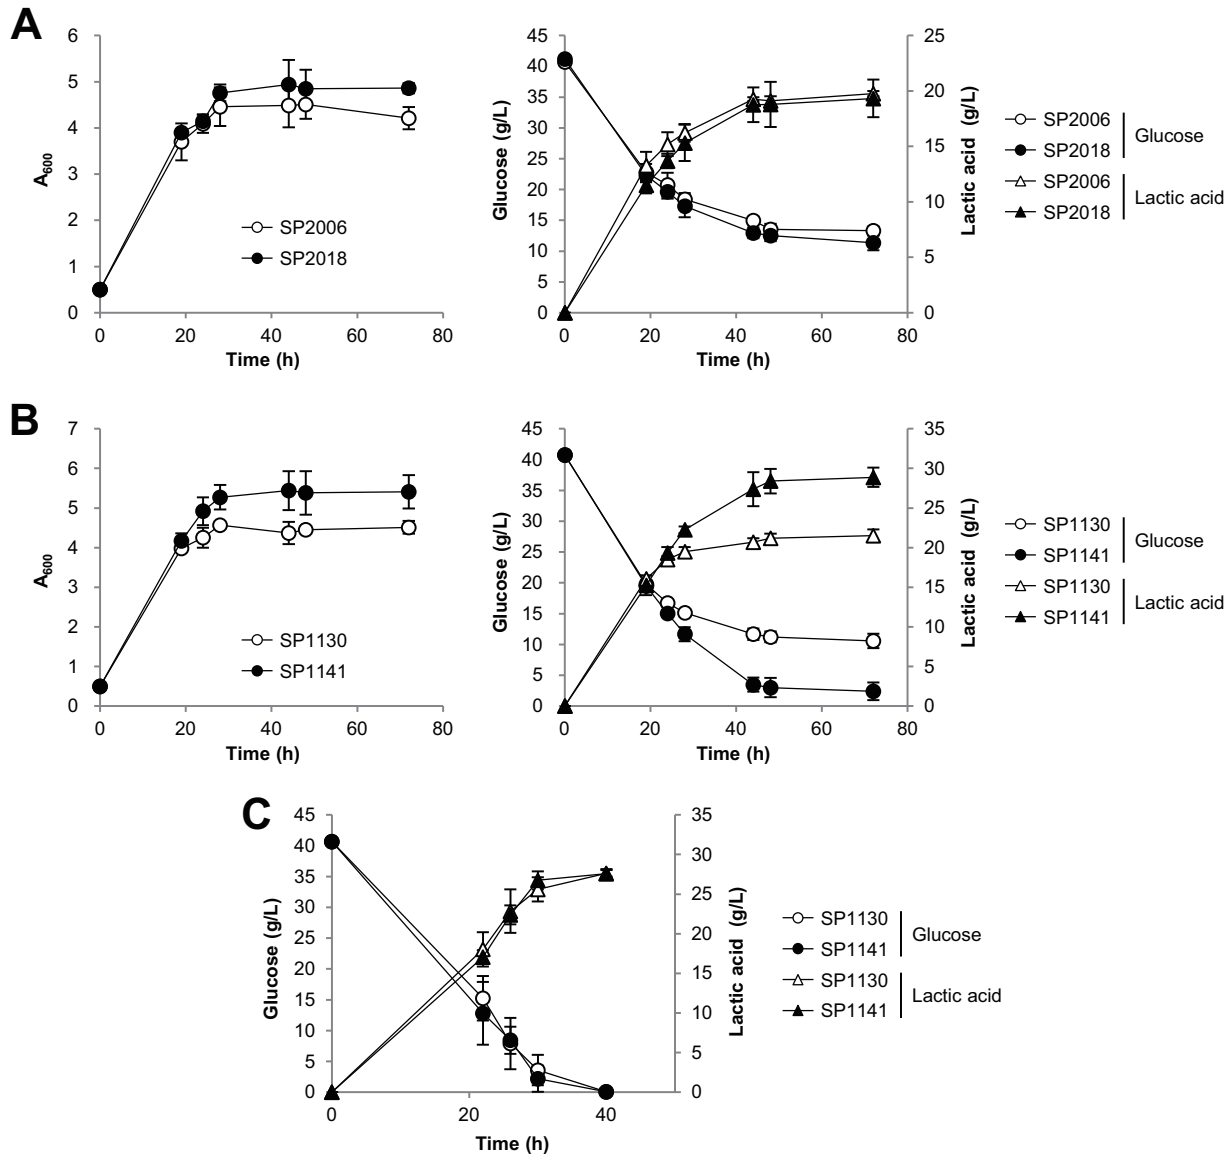 A
6
5
4
3
2
1
0
A600
0 20 40 60 80
Time (h)
SP2006
SP2018
45
40
35
30
25
20
15
10
5
0
Glucose (g/L)
25
20
15
10
5
0
Lactic acid (g/L)
0 20 40 60 80
Time (h)
SP2006
SP2018
Glucose
SP2006
SP2018
Lactic acid
B
7
6
5
4
3
2
1
0
A600
0 20 40 60 80
Time (h)
SP1130
SP1141
45
40
35
30
25
20
15
10
5
0
Glucose (g/L)
35
30
25
20
15
10
5
0
Lactic acid (g/L)
0 20 40 60 80
Time (h)
SP1130
SP1141
Glucose
SP1130
SP1141
Lactic acid
C
45
40
35
30
25
20
15
10
5
0
Glucose (g/L)
35
30
25
20
15
10
5
0
Lactic acid (g/L)
0 20 40
Time (h)
SP1130
SP1141
Glucose
SP1130
SP1141
Lactic acid